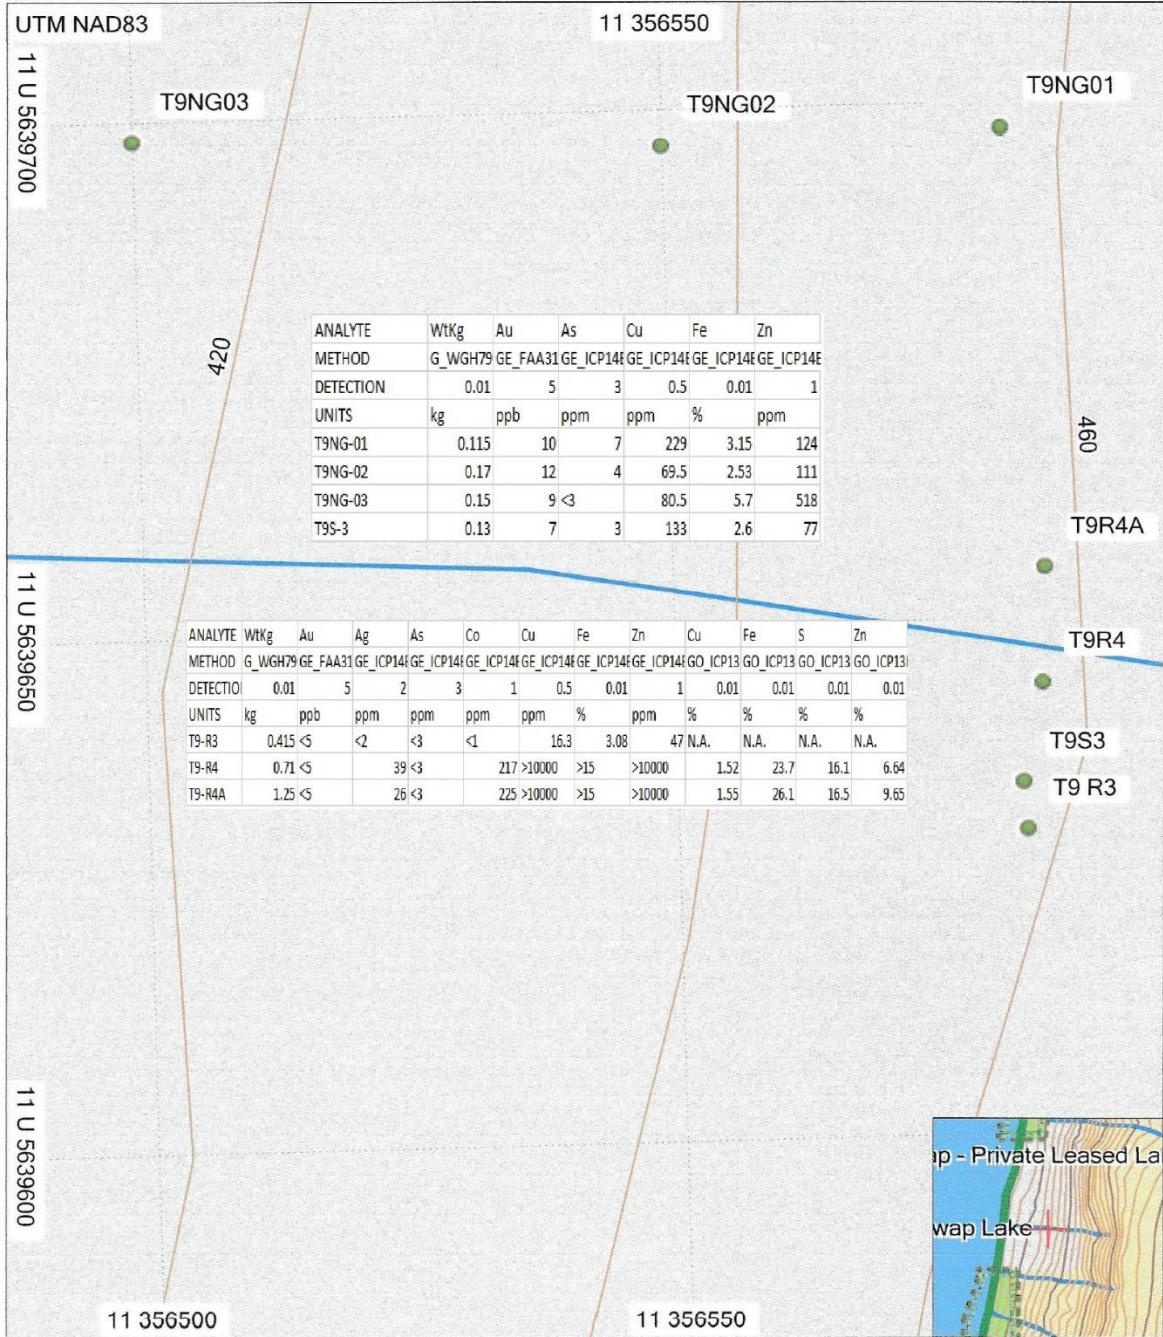 UTM NAD83
11 356550
11 U 5639700
T9NG03
T9NG02
T9NG01
420
ANALYTE WtKg Au As Cu Fe Zn
METHOD G_WGH79 GE_FAA31 GE_ICP14E GE_ICP14E GE_ICP14E GE_ICP14E
DETECTION 0.01 5 3 0.5 0.01 1
UNITS kg ppb ppm ppm % ppm
T9NG-01 0.115 10 7 229 3.15 124
T9NG-02 0.17 12 4 69.5 2.53 111
T9NG-03 0.15 9 <3 80.5 5.7 518
T9S-3 0.13 7 3 133 2.6 77
460
T9R4A
11 U 5639650
ANALYTE WtKg Au Ag As Co Cu Fe Zn Cu Fe S Zn
METHOD G_WGH79 GE_FAA31 GE_ICP14E GE_ICP14E GE_ICP14E GE_ICP14E GE_ICP14E GE_ICP14E GO_ICP13 GO_ICP13 GO_ICP13 GO_ICP13
DETECTIO 0.01 5 2 3 1 0.5 0.01 1 0.01 0.01 0.01 0.01
UNITS kg ppb ppm ppm ppm ppm % ppm % % % %
T9-R3 0.415 <5 <2 <3 <1 16.3 3.08 47 N.A. N.A. N.A. N.A.
T9-R4 0.71 <5 39 <3 217 >10000 >15 >10000 1.52 23.7 16.1 6.64
T9-R4A 1.25 <5 26 <3 225 >10000 >15 >10000 1.55 26.1 16.5 9.65
T9R4
T9S3
T9 R3
11 U 5639600
ap - Private Leased La
wap Lake
11 356500
11 356550